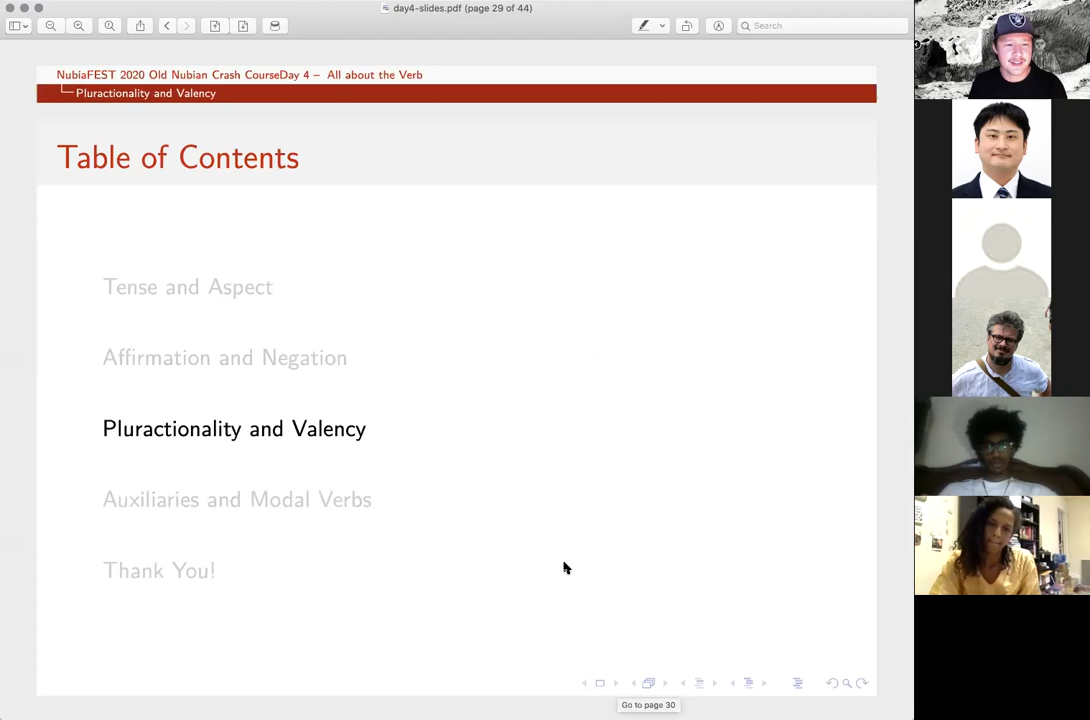 day4-slides.pdf (page 29 of 44)
Search
NubiaFEST 2020 Old Nubian Crash CourseDay 4 – All about the Verb
Pluractionality and Valency
Table of Contents
Tense and Aspect
Affirmation and Negation
Pluractionality and Valency
Auxiliaries and Modal Verbs
Thank You!
Go to page 30